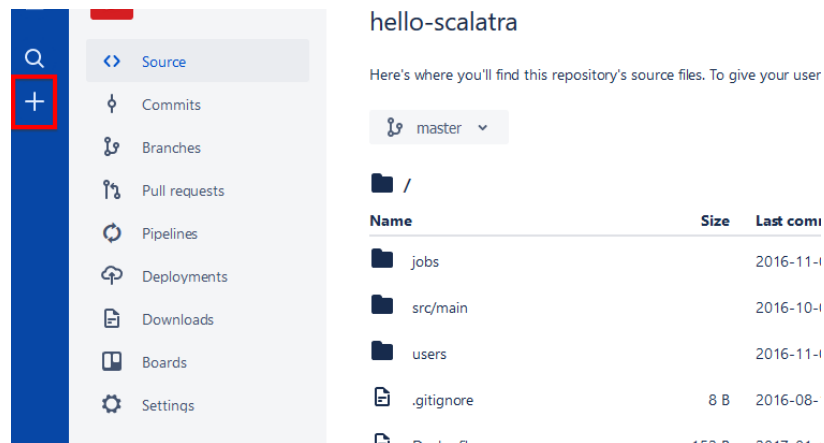 hello-scalatra
Here's where you'll find this repository's source files. To give your user
master
/
Name Size Last comm
jobs 2016-11-0
src/main 2016-10-0
users 2016-11-0
.gitignore 8 B 2016-08-
Source
Commits
Branches
Pull requests
Pipelines
Deployments
Downloads
Boards
Settings